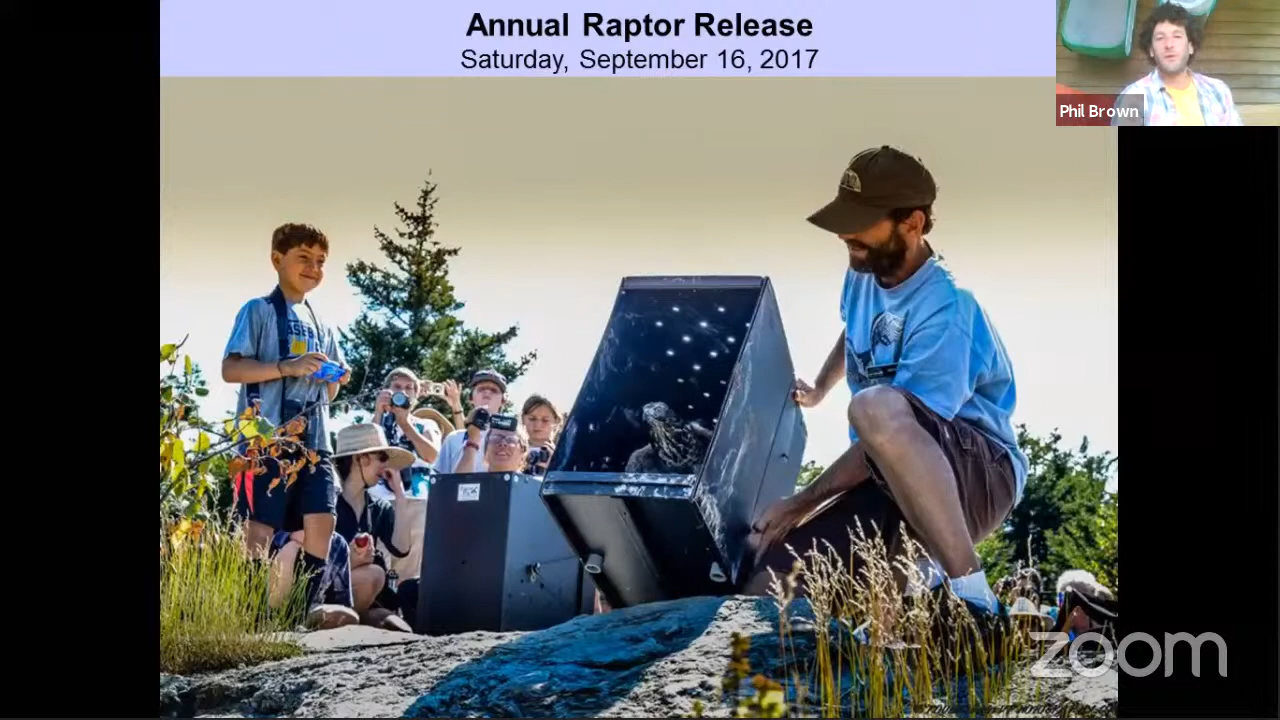 Annual Raptor Release
Saturday, September 16, 2017
Phil Brown
zoom